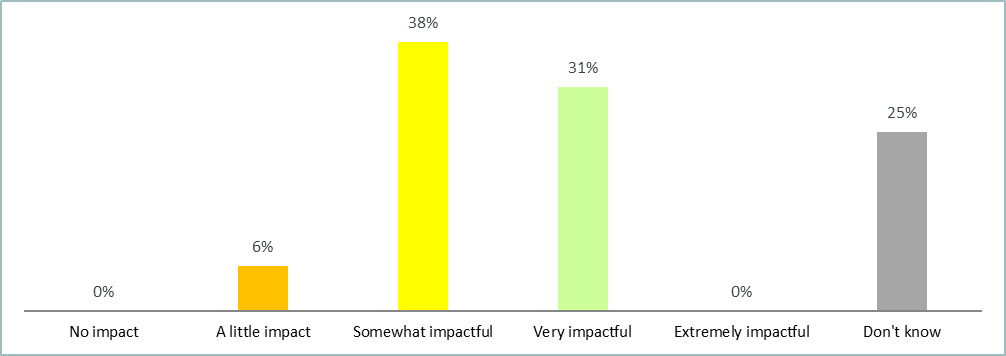 38%
31%
25%
6%
0%
0%
No impact
A little impact
Somewhat impactful
Very impactful
Extremely impactful
Don't know